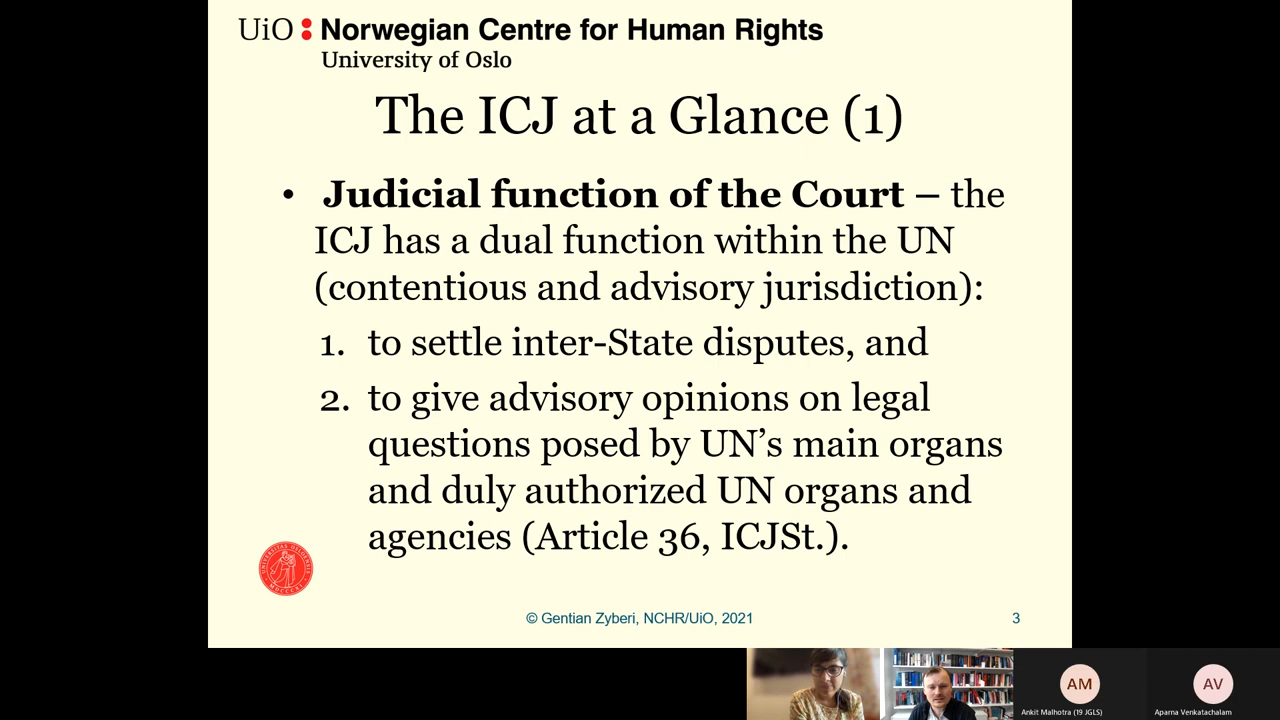 UiO : Norwegian Centre for Human Rights
University of Oslo
The ICJ at a Glance (1)
• Judicial function of the Court – the
ICJ has a dual function within the UN
(contentious and advisory jurisdiction):
1. to settle inter-State disputes, and
2. to give advisory opinions on legal
questions posed by UN’s main organs
and duly authorized UN organs and
agencies (Article 36, ICJSt.).
UNIVERSITAS OSLOENSIS
MDCCCXI
© Gentian Zyberi, NCHR/UiO, 2021
3
AM
AV
Ankit Malhotra (19 JGLS)
Aparna Venkatachalam